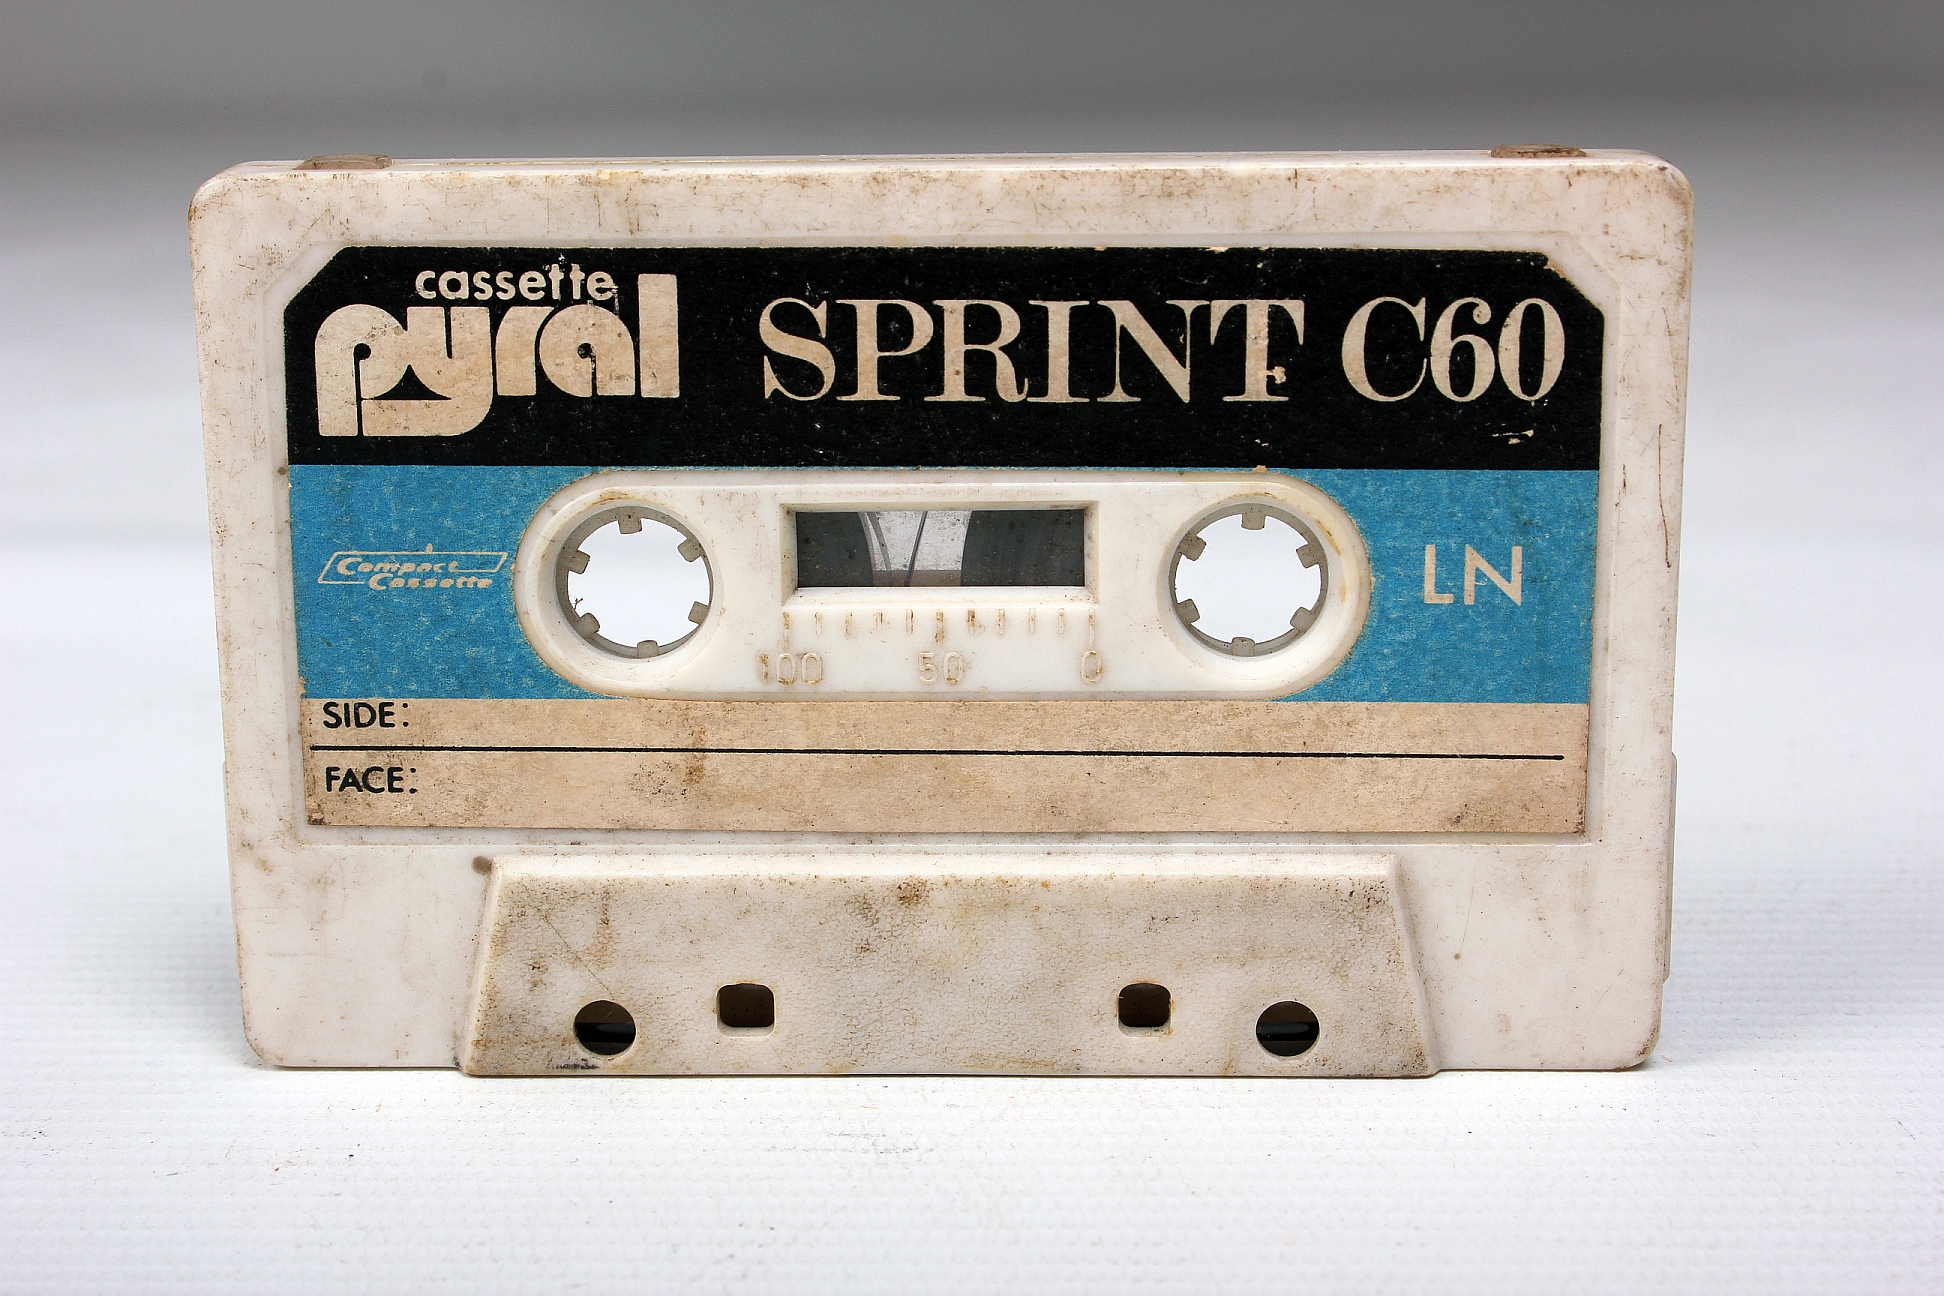 cassette
pyral SPRINT C60
Compact
Cassette
LN
100 50 0
SIDE:
FACE: